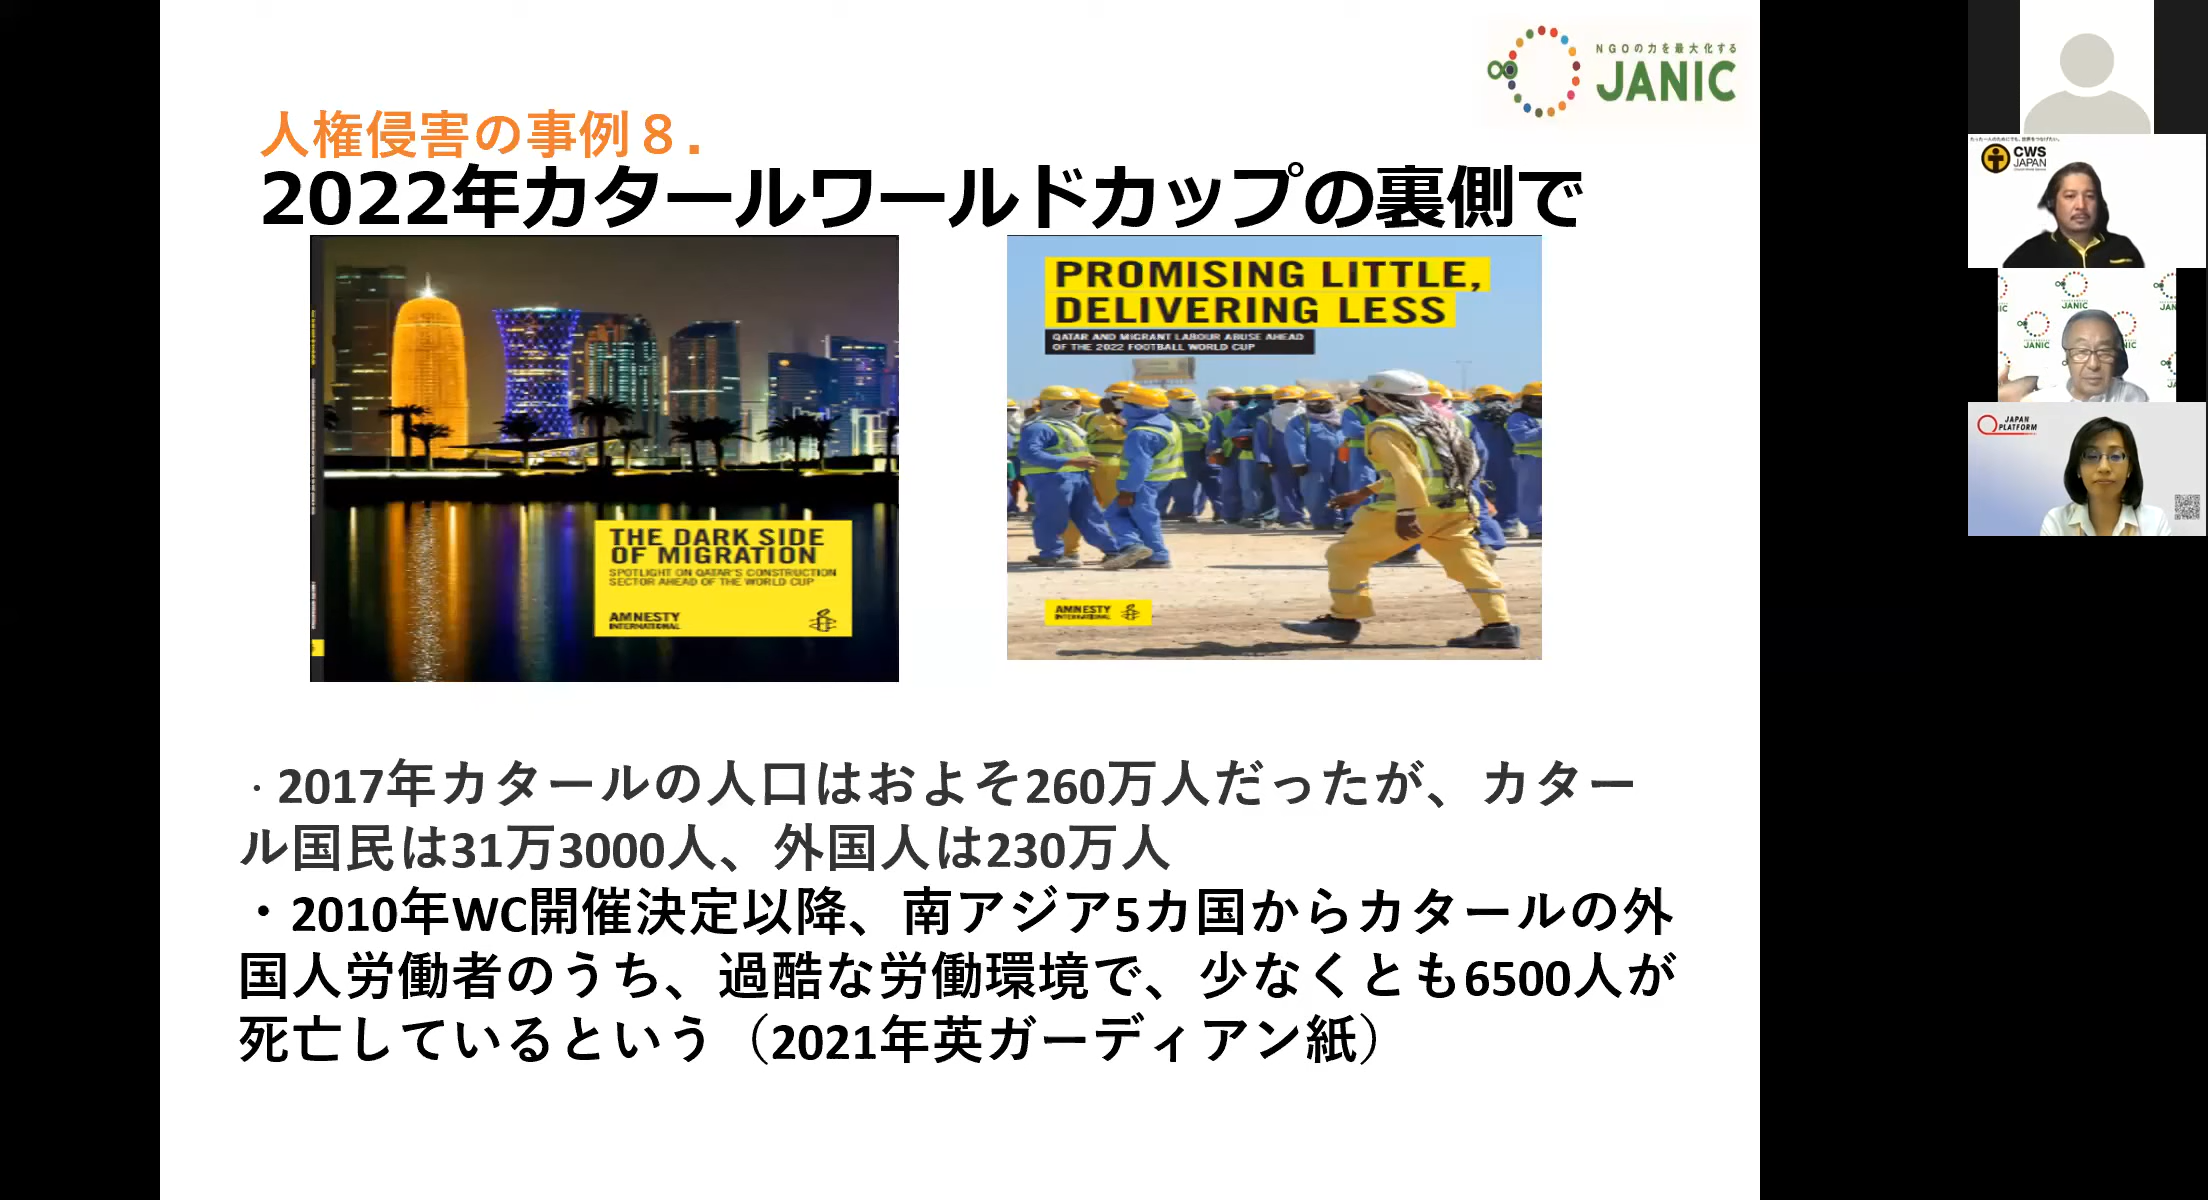 NGOの力を最大化する
JANIC
人権侵害の事例８.
2022年カタールワールドカップの裏側で
THE DARK SIDE
OF MIGRATION
SPOTLIGHT ON QATAR'S CONSTRUCTION
SECTOR AHEAD OF THE WORLD CUP
AMNESTY
INTERNATIONAL
PROMISING LITTLE,
DELIVERING LESS
QATAR AND MIGRANT LABOUR ABUSE AHEAD
OF THE 2022 FOOTBALL WORLD CUP
AMNESTY
INTERNATIONAL
・2017年カタールの人口はおよそ260万人だったが、カター
ル国民は31万3000人、外国人は230万人
・2010年WC開催決定以降、南アジア5カ国からカタールの外
国人労働者のうち、過酷な労働環境で、少なくとも6500人が
死亡しているという（2021年英ガーディアン紙）
CWS
JAPAN
JANIC
JANIC
JAPAN
PLATFORM